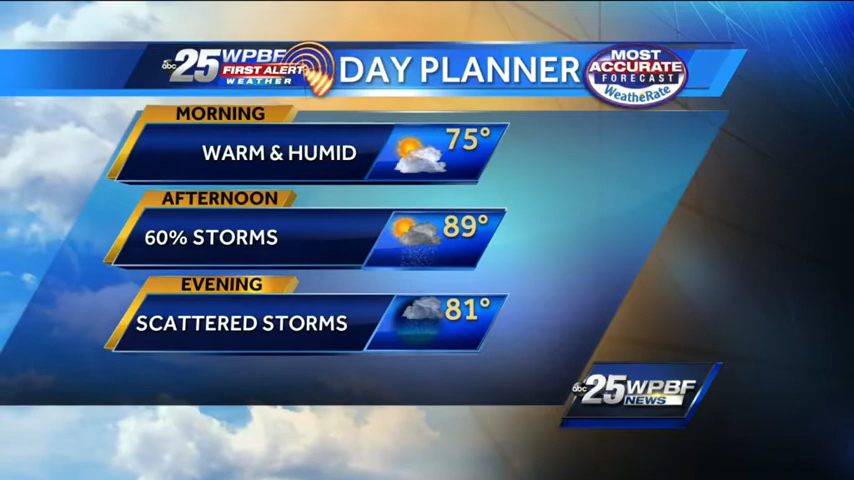 abc 25 WPBF
FIRST ALERT
WEATHER
DAY PLANNER
MOST
ACCURATE
FORECAST
WeatheRate
MORNING
WARM & HUMID
75°
AFTERNOON
60% STORMS
89°
EVENING
SCATTERED STORMS
81°
abc 25 WPBF
NEWS